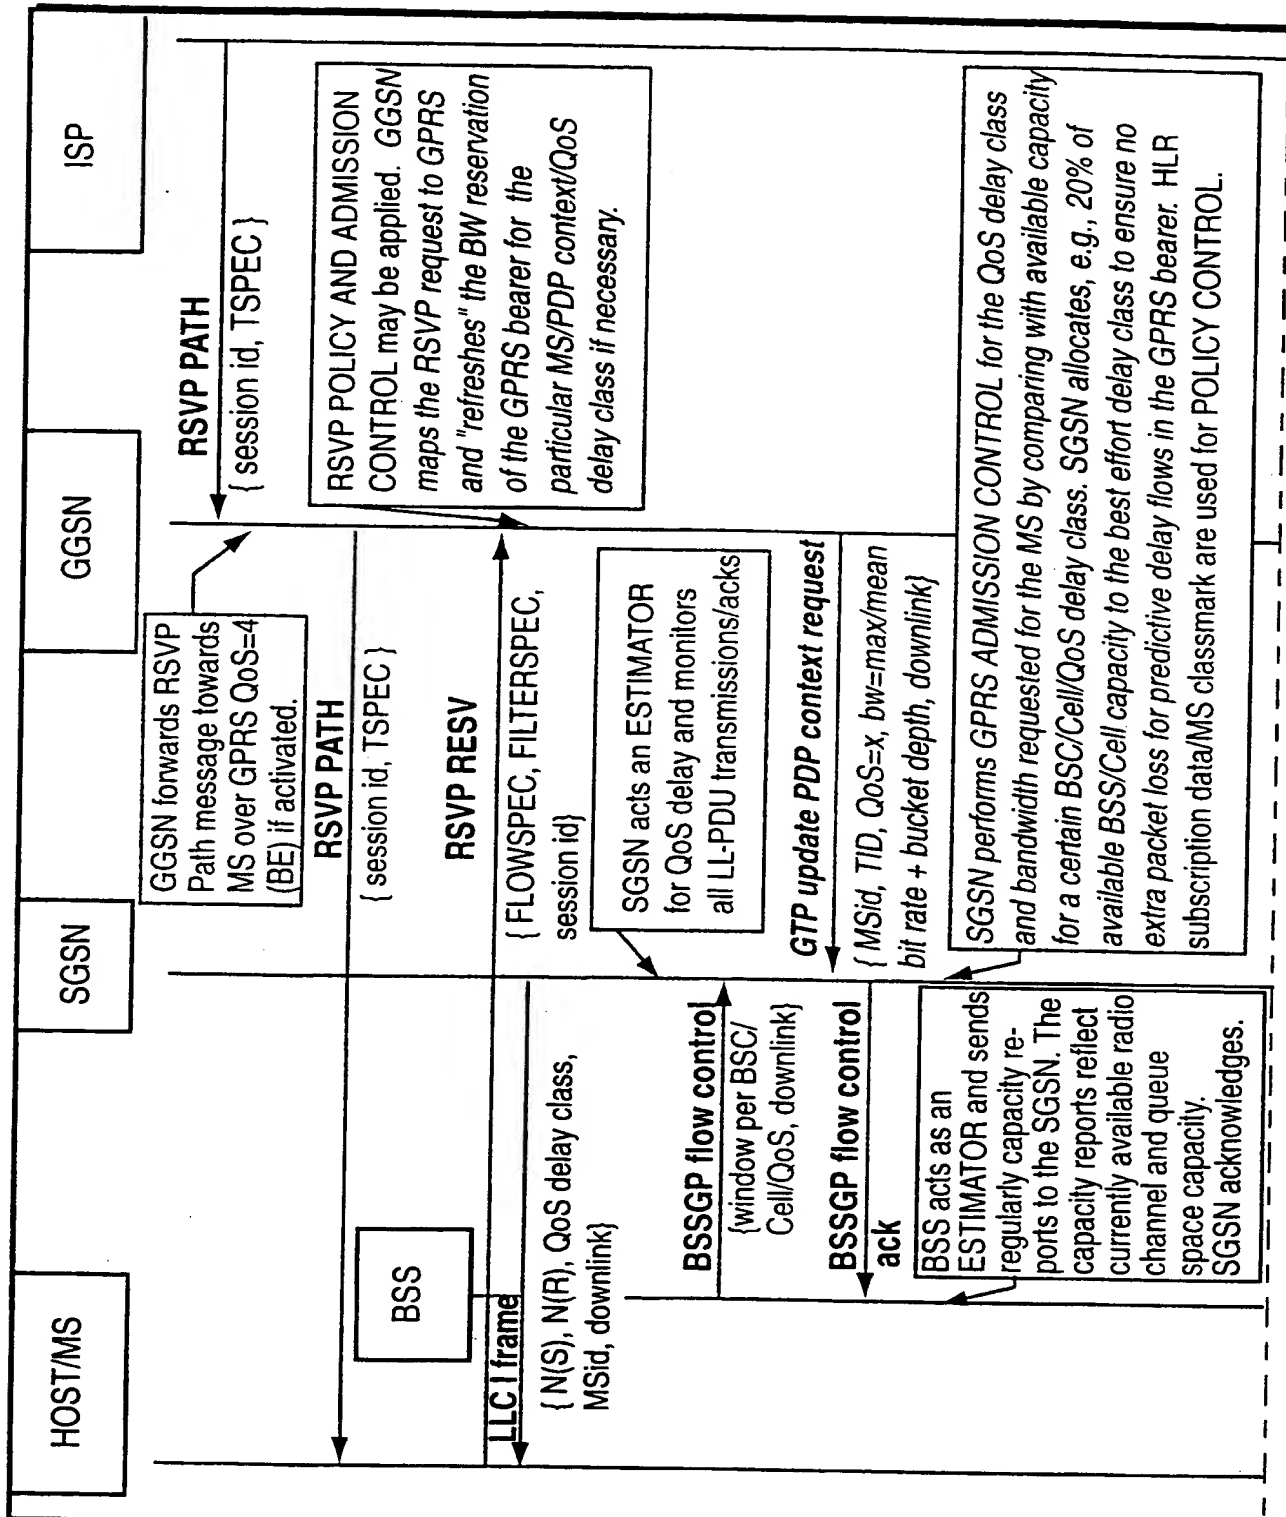 HOST/MS
SGSN
GGSN
ISP
RSVP PATH
{ session id, TSPEC }
GGSN forwards RSVP
Path message towards
MS over GPRS QoS=4
(BE) if activated.
RSVP PATH
{ session id, TSPEC }
RSVP POLICY AND ADMISSION
CONTROL may be applied. GGSN
maps the RSVP request to GPRS
and "refreshes" the BW reservation
of the GPRS bearer for the
particular MS/PDP context/QoS
delay class if necessary.
BSS
RSVP RESV
{ FLOWSPEC, FILTERSPEC,
session id}
LLC I frame
{ N(S), N(R), QoS delay class,
MSid, downlink}
SGSN acts an ESTIMATOR
for QoS delay and monitors
all LL-PDU transmissions/acks
BSSGP flow control
{window per BSC/
Cell/QoS, downlink}
GTP update PDP context request
{ MSid, TID, QoS=x, bw=max/mean
bit rate + bucket depth, downlink}
BSSGP flow control
ack
BSS acts as an
ESTIMATOR and sends
regularly capacity re-
ports to the SGSN. The
capacity reports reflect
currently available radio
channel and queue
space capacity.
SGSN acknowledges.
SGSN performs GPRS ADMISSION CONTROL for the QoS delay class
and bandwidth requested for the MS by comparing with available capacity
for a certain BSC/Cell/QoS delay class. SGSN allocates, e.g., 20% of
available BSS/Cell capacity to the best effort delay class to ensure no
extra packet loss for predictive delay flows in the GPRS bearer. HLR
subscription data/MS classmark are used for POLICY CONTROL.